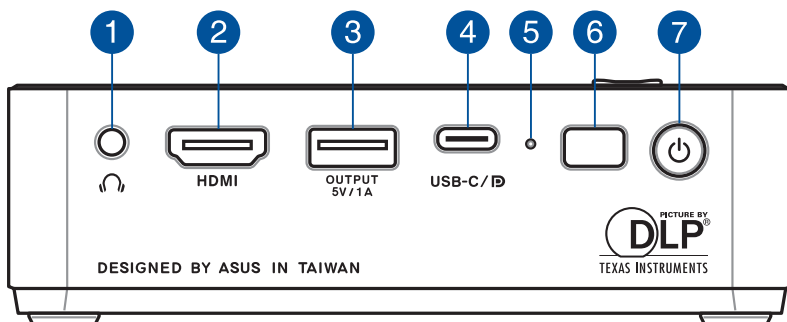 1 2 3 4 5 6 7
HDMI
OUTPUT
5V/1A
USB-C/
PICTURE BY
DLP®
TEXAS INSTRUMENTS
DESIGNED BY ASUS IN TAIWAN